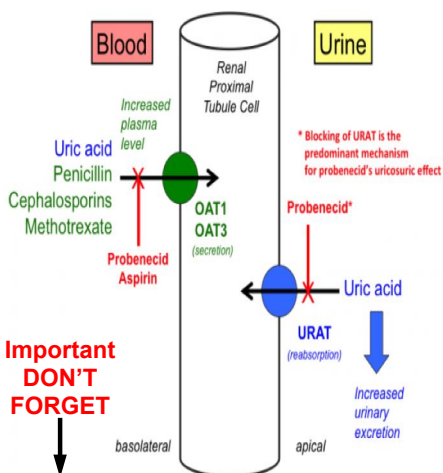 Blood
Urine
Renal
Proximal
Tubule Cell
Increased
plasma
level
Uric acid
Penicillin
Cephalosporins
Methotrexate
OAT1
OAT3
(secretion)
Probenecid
Aspirin
* Blocking of URAT is the
predominant mechanism
for probenecid's uricosuric effect
Probenecid*
Uric acid
URAT
(reabsorption)
Increased
urinary
excretion
Important
DON'T
FORGET
basolateral
apical